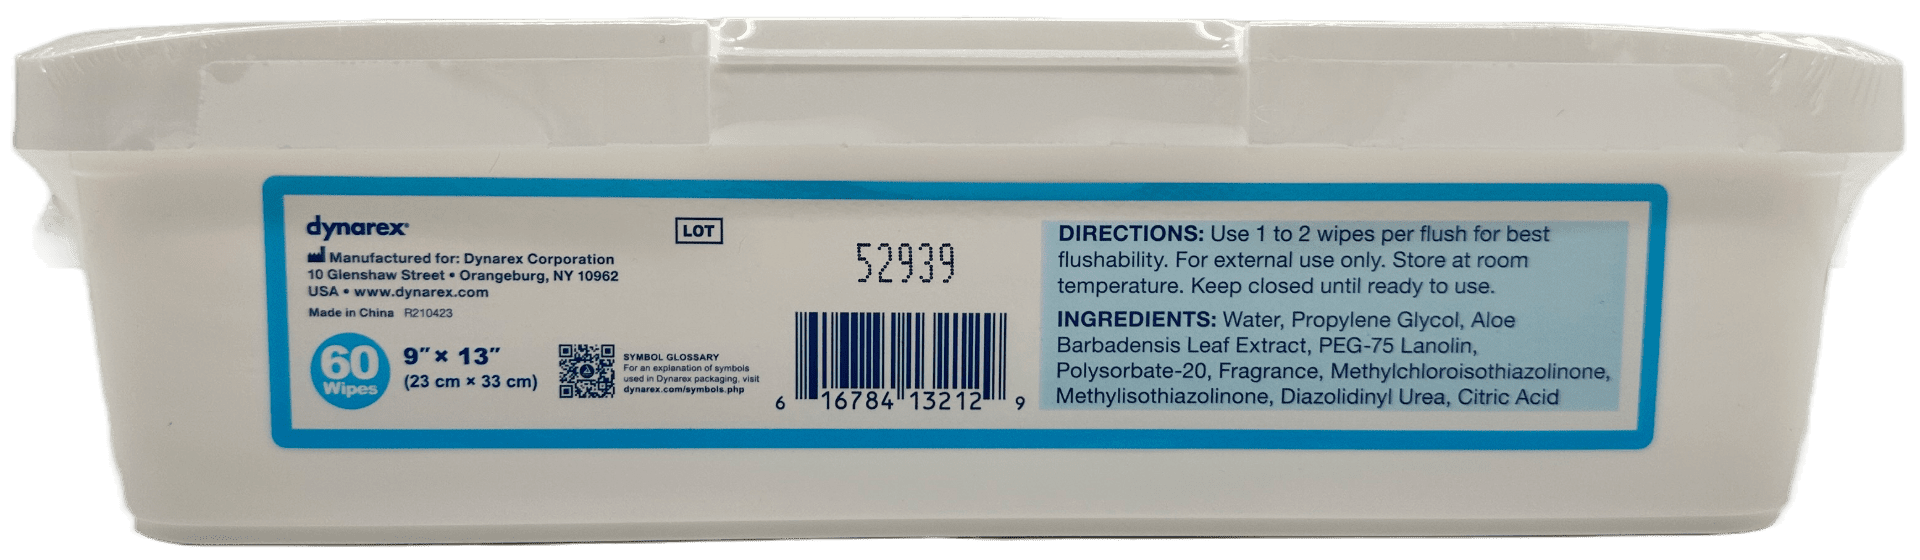 dynarex®
Manufactured for: Dynarex Corporation
10 Glenshaw Street • Orangeburg, NY 10962
USA • www.dynarex.com
Made in China R210423
60
Wipes
9” × 13”
(23 cm × 33 cm)
SYMBOL GLOSSARY
For an explanation of symbols
used in Dynarex packaging, visit
dynarex.com/symbols.php
LOT
52939
6 16784 13212 9
DIRECTIONS: Use 1 to 2 wipes per flush for best
flushability. For external use only. Store at room
temperature. Keep closed until ready to use.
INGREDIENTS: Water, Propylene Glycol, Aloe
Barbadensis Leaf Extract, PEG-75 Lanolin,
Polysorbate-20, Fragrance, Methylchloroisothiazolinone,
Methylisothiazolinone, Diazolidinyl Urea, Citric Acid